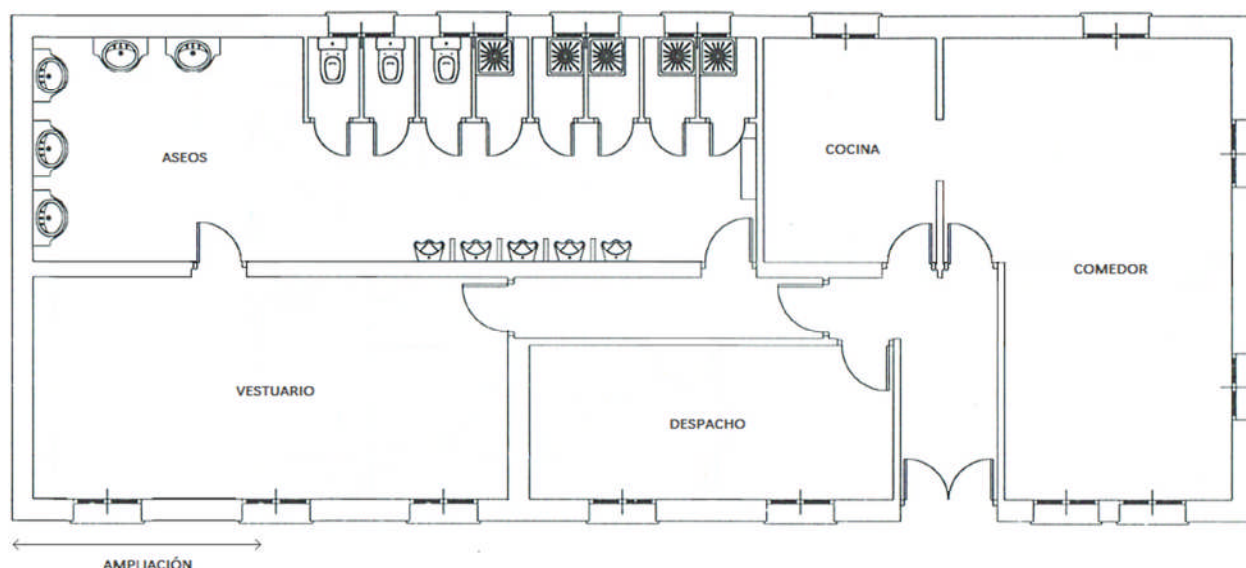 ASEOS
COCINA
COMEDOR
VESTUARIO
DESPACHO
AMPLIACIÓN